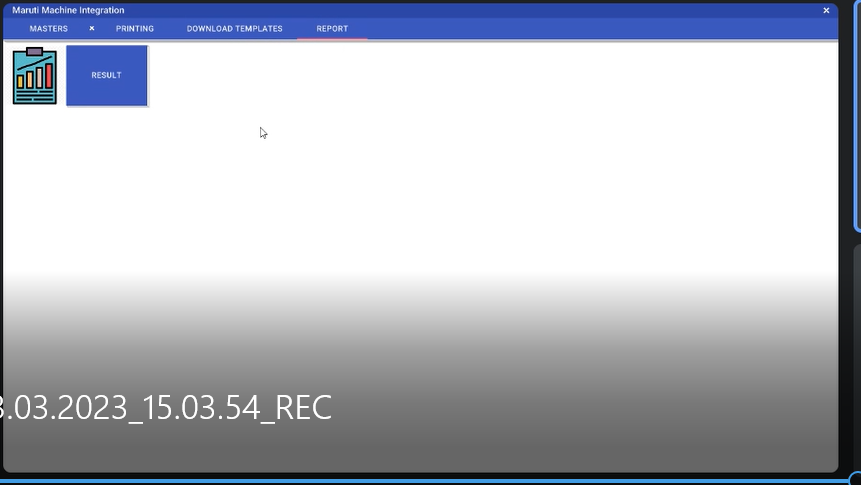 Maruti Machine Integration
MASTERS PRINTING DOWNLOAD TEMPLATES REPORT
RESULT
.03.2023_15.03.54_REC